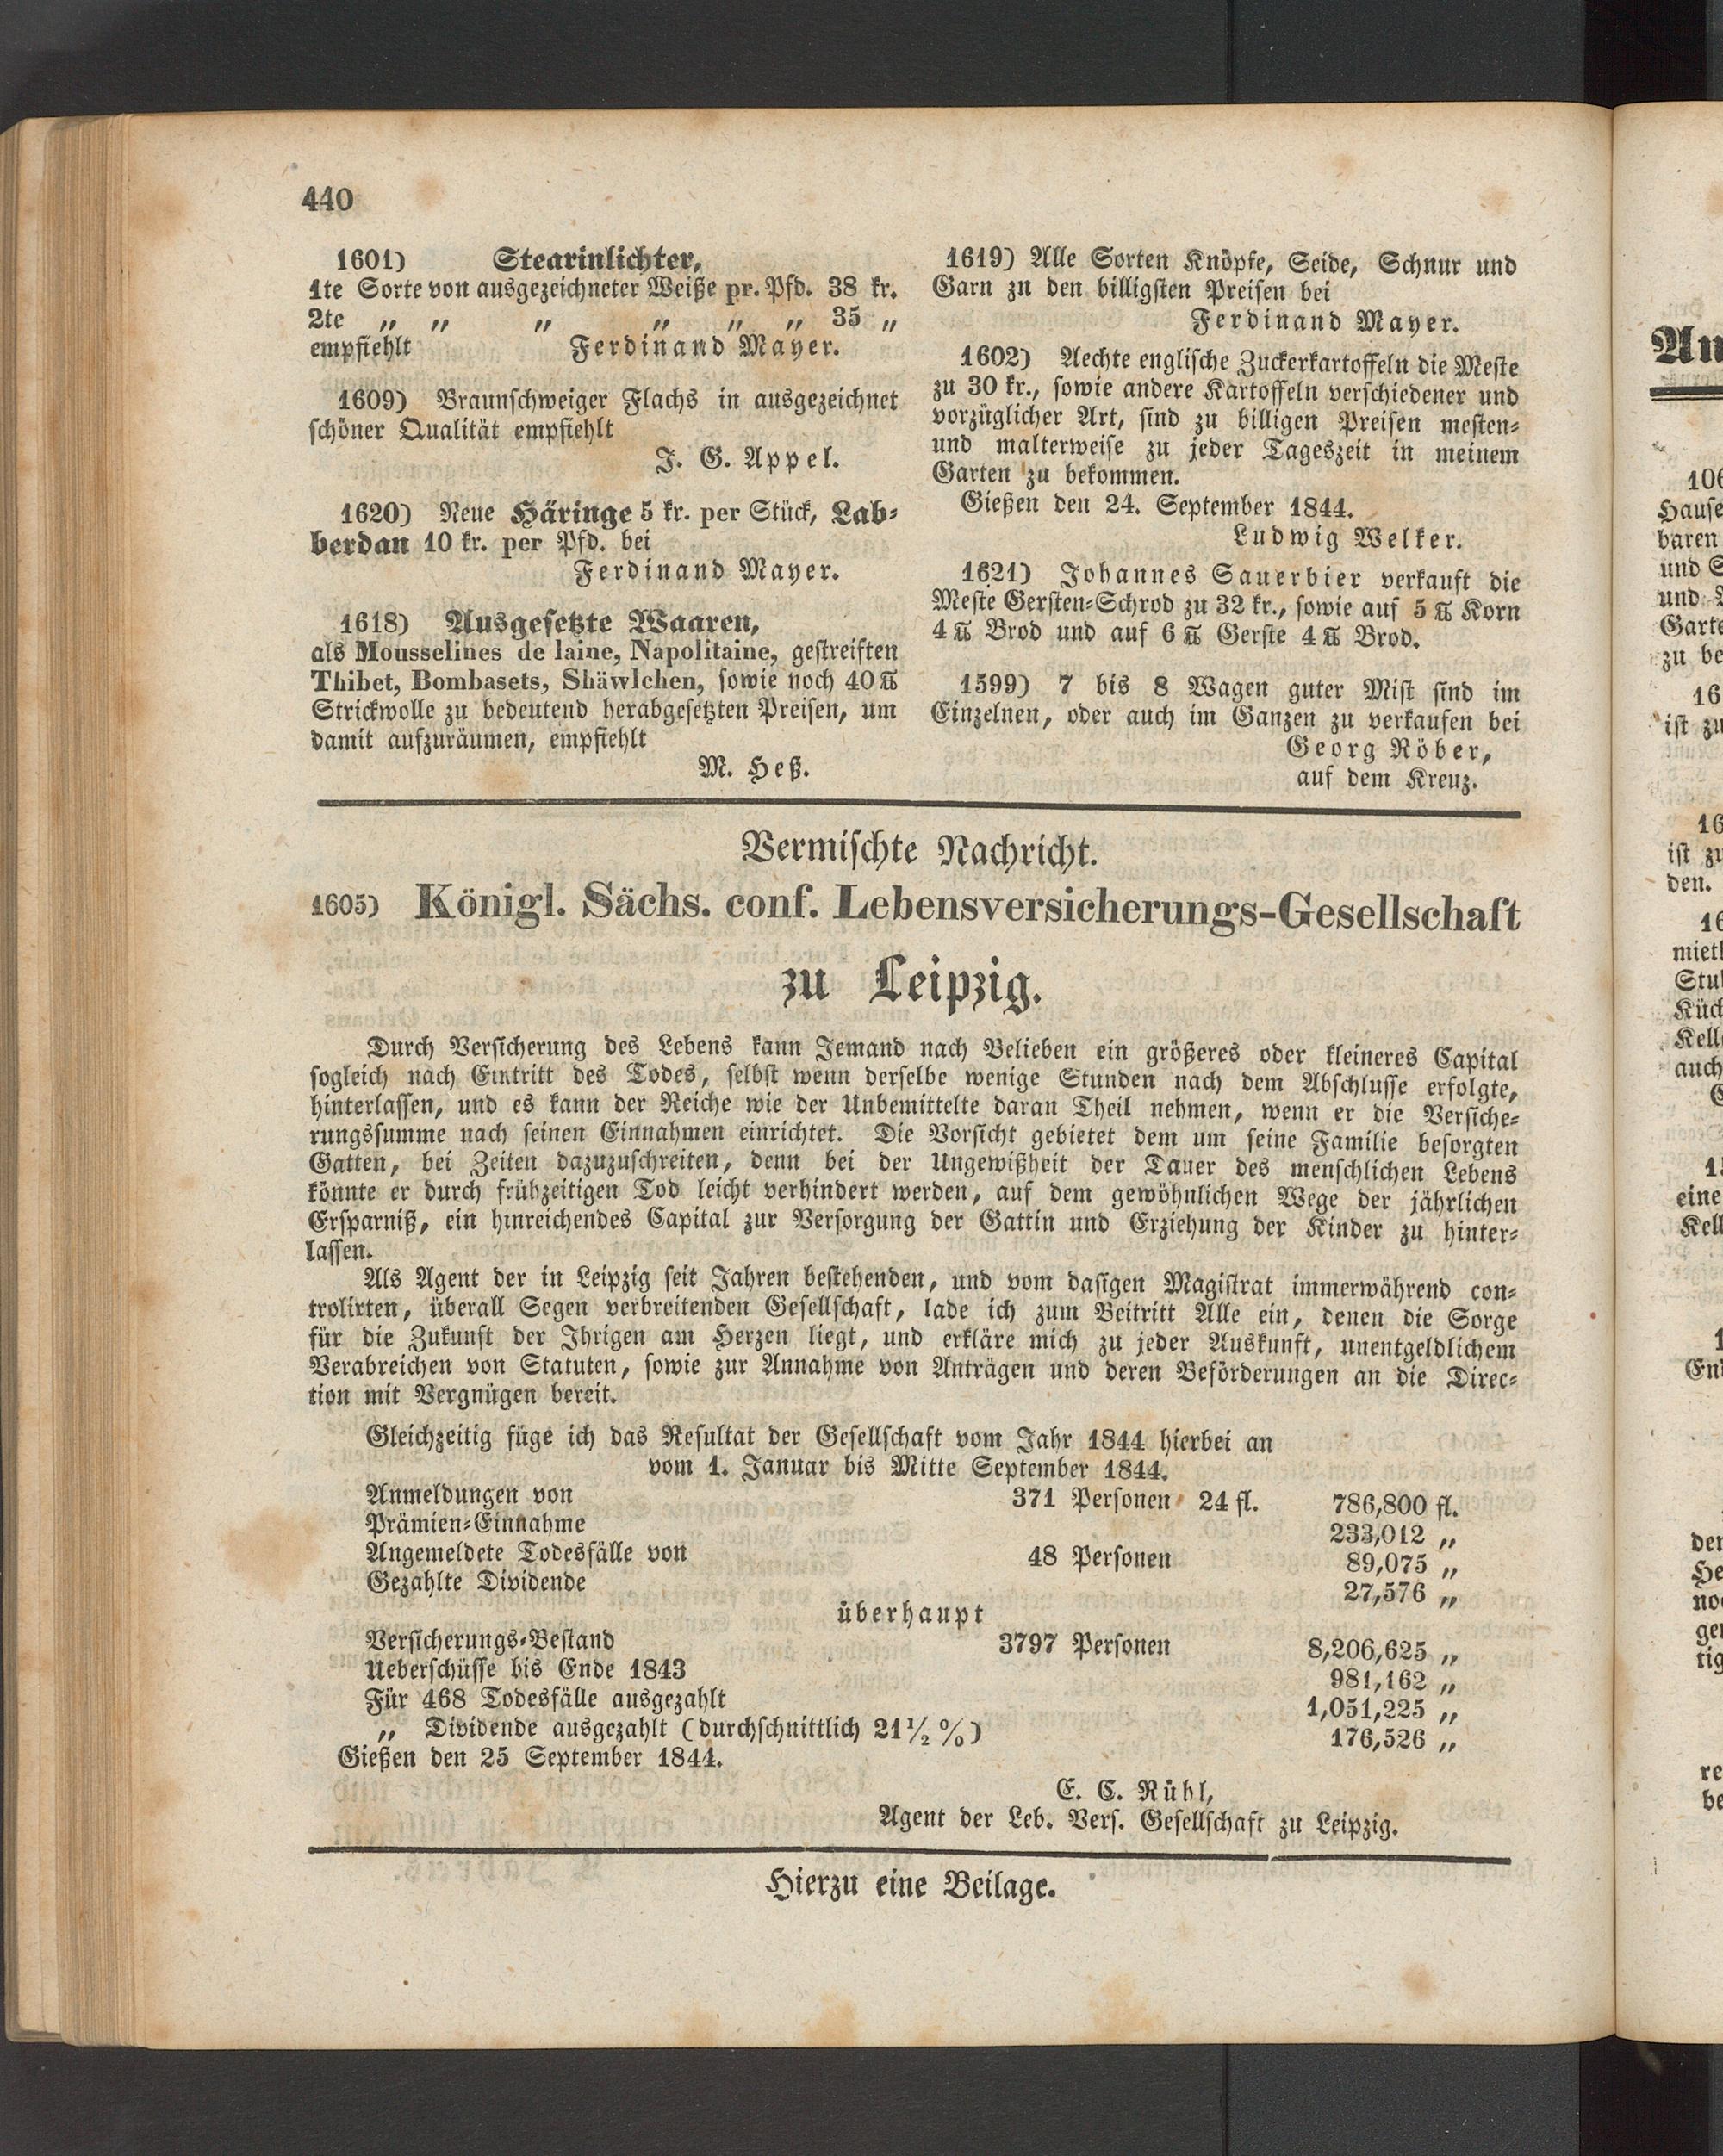 440
1601) Stearinlichter,
1te Sorte von ausgezeichneter Weiße pr. Pfd. 38 kr.
2te „ „ „ „ „ „ 35 „
empfiehlt Ferdinand Mayer.
1609) Braunschweiger Flachs in ausgezeichnet
schöner Qualität empfiehlt
J. G. Appel.
1620) Neue Häringe 5 kr. per Stück, Lab-
berdan 10 kr. per Pfd. bei
Ferdinand Mayer.
1618) Ausgesetzte Waaren,
als Mousselines de laine, Napolitaine, gestreiften
Thibet, Bombasets, Shäwlchen, sowie noch 40 ℔
Strickwolle zu bedeutend herabgesetzten Preisen, um
damit aufzuräumen, empfiehlt
M. Heß.
1619) Alle Sorten Knöpfe, Seide, Schnur und
Garn zu den billigsten Preisen bei
Ferdinand Mayer.
1602) Aechte englische Zuckerkartoffeln die Meste
zu 30 kr., sowie andere Kartoffeln verschiedener und
vorzüglicher Art, sind zu billigen Preisen mesten-
und malterweise zu jeder Tageszeit in meinem
Garten zu bekommen.
Gießen den 24. September 1844.
Ludwig Welker.
1621) Johannes Sauerbier verkauft die
Meste Gersten-Schrod zu 32 kr., sowie auf 5 ℔ Korn
4 ℔ Brod und auf 6 ℔ Gerste 4 ℔ Brod.
1599) 7 bis 8 Wagen guter Mist sind im
Einzelnen, oder auch im Ganzen zu verkaufen bei
Georg Röber,
auf dem Kreuz.
Vermischte Nachricht.
1605) Königl. Sächs. conf. Lebensversicherungs-Gesellschaft
zu Leipzig.
Durch Versicherung des Lebens kann Jemand nach Belieben ein größeres oder kleineres Capital
sogleich nach Eintritt des Todes, selbst wenn derselbe wenige Stunden nach dem Abschlusse erfolgte,
hinterlassen, und es kann der Reiche wie der Unbemittelte daran Theil nehmen, wenn er die Versiche-
rungssumme nach seinen Einnahmen einrichtet. Die Vorsicht gebietet dem um seine Familie besorgten
Gatten, bei Zeiten dazuzuschreiten, denn bei der Ungewißheit der Dauer des menschlichen Lebens
könnte er durch frühzeitigen Tod leicht verhindert werden, auf dem gewöhnlichen Wege der jährlichen
Ersparniß, ein hinreichendes Capital zur Versorgung der Gattin und Erziehung der Kinder zu hinter-
lassen.
Als Agent der in Leipzig seit Jahren bestehenden, und vom dasigen Magistrat immerwährend con-
trolirten, überall Segen verbreitenden Gesellschaft, lade ich zum Beitritt Alle ein, denen die Sorge
für die Zukunft der Ihrigen am Herzen liegt, und erkläre mich zu jeder Auskunft, unentgeldlichem
Verabreichen von Statuten, sowie zur Annahme von Anträgen und deren Beförderungen an die Direc-
tion mit Vergnügen bereit.
Gleichzeitig füge ich das Resultat der Gesellschaft vom Jahr 1844 hierbei an
vom 1. Januar bis Mitte September 1844.
Anmeldungen von 371 Personen 24 fl. 786,800 fl.
Prämien-Einnahme 233,012 „
Angemeldete Todesfälle von 48 Personen 89,075 „
Gezahlte Dividende 27,576 „
überhaupt
Versicherungs-Bestand 3797 Personen 8,206,625 „
Ueberschüsse bis Ende 1843 981,162 „
Für 468 Todesfälle ausgezahlt 1,051,225 „
„ Dividende ausgezahlt (durchschnittlich 21½ %) 176,526 „
Gießen den 25 September 1844.
E. C. Rühl,
Agent der Leb. Vers. Gesellschaft zu Leipzig.
Hierzu eine Beilage.